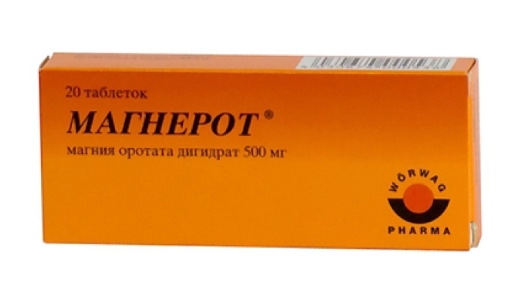 20 таблеток
МАГНЕРОТ®
магния оротата дигидрат 500 мг
WÖRWAG
PHARMA